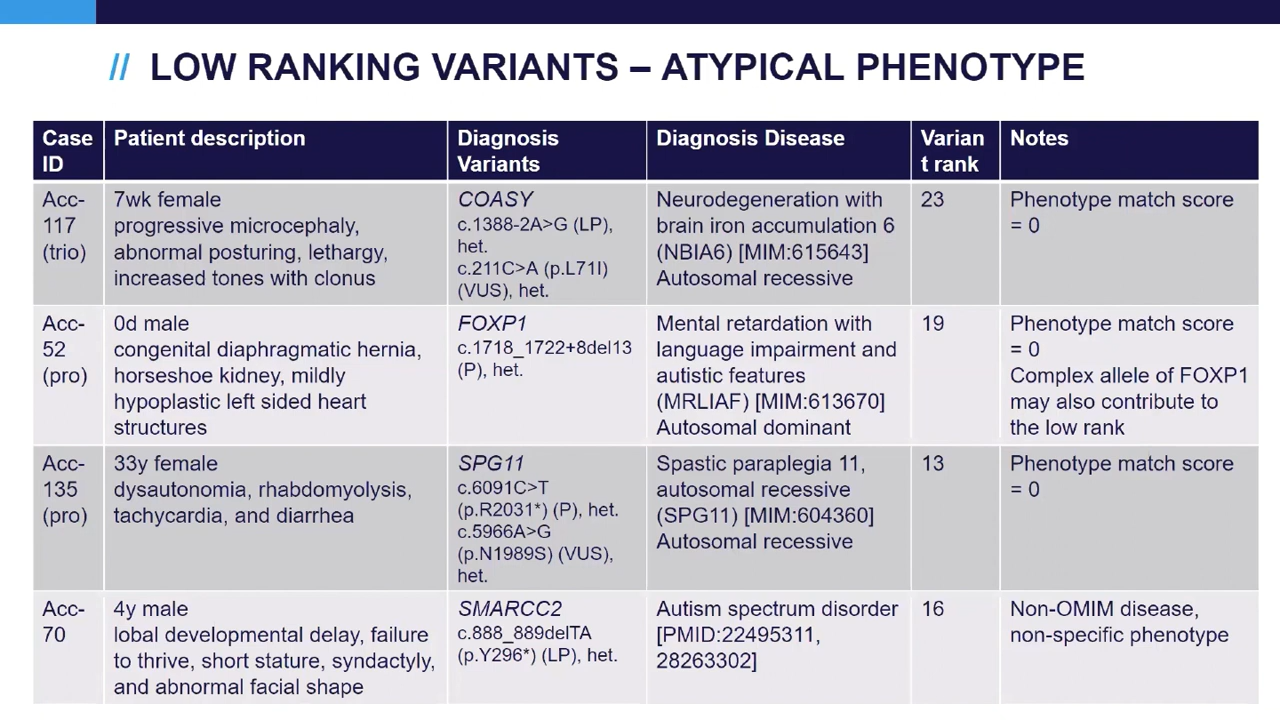 // LOW RANKING VARIANTS – ATYPICAL PHENOTYPE
Case
ID
Patient description
Diagnosis
Variants
Diagnosis Disease
Varian
t rank
Notes
Acc-
117
(trio)
7wk female
progressive microcephaly,
abnormal posturing, lethargy,
increased tones with clonus
COASY
c.1388-2A>G (LP),
het.
c.211C>A (p.L71I)
(VUS), het.
Neurodegeneration with
brain iron accumulation 6
(NBIA6) [MIM:615643]
Autosomal recessive
23
Phenotype match score
= 0
Acc-
52
(pro)
0d male
congenital diaphragmatic hernia,
horseshoe kidney, mildly
hypoplastic left sided heart
structures
FOXP1
c.1718_1722+8del13
(P), het.
Mental retardation with
language impairment and
autistic features
(MRLIAF) [MIM:613670]
Autosomal dominant
19
Phenotype match score
= 0
Complex allele of FOXP1
may also contribute to
the low rank
Acc-
135
(pro)
33y female
dysautonomia, rhabdomyolysis,
tachycardia, and diarrhea
SPG11
c.6091C>T
(p.R2031*) (P), het.
c.5966A>G
(p.N1989S) (VUS),
het.
Spastic paraplegia 11,
autosomal recessive
(SPG11) [MIM:604360]
Autosomal recessive
13
Phenotype match score
= 0
Acc-
70
4y male
lobal developmental delay, failure
to thrive, short stature, syndactyly,
and abnormal facial shape
SMARCC2
c.888_889delTA
(p.Y296*) (LP), het.
Autism spectrum disorder
[PMID:22495311,
28263302]
16
Non-OMIM disease,
non-specific phenotype